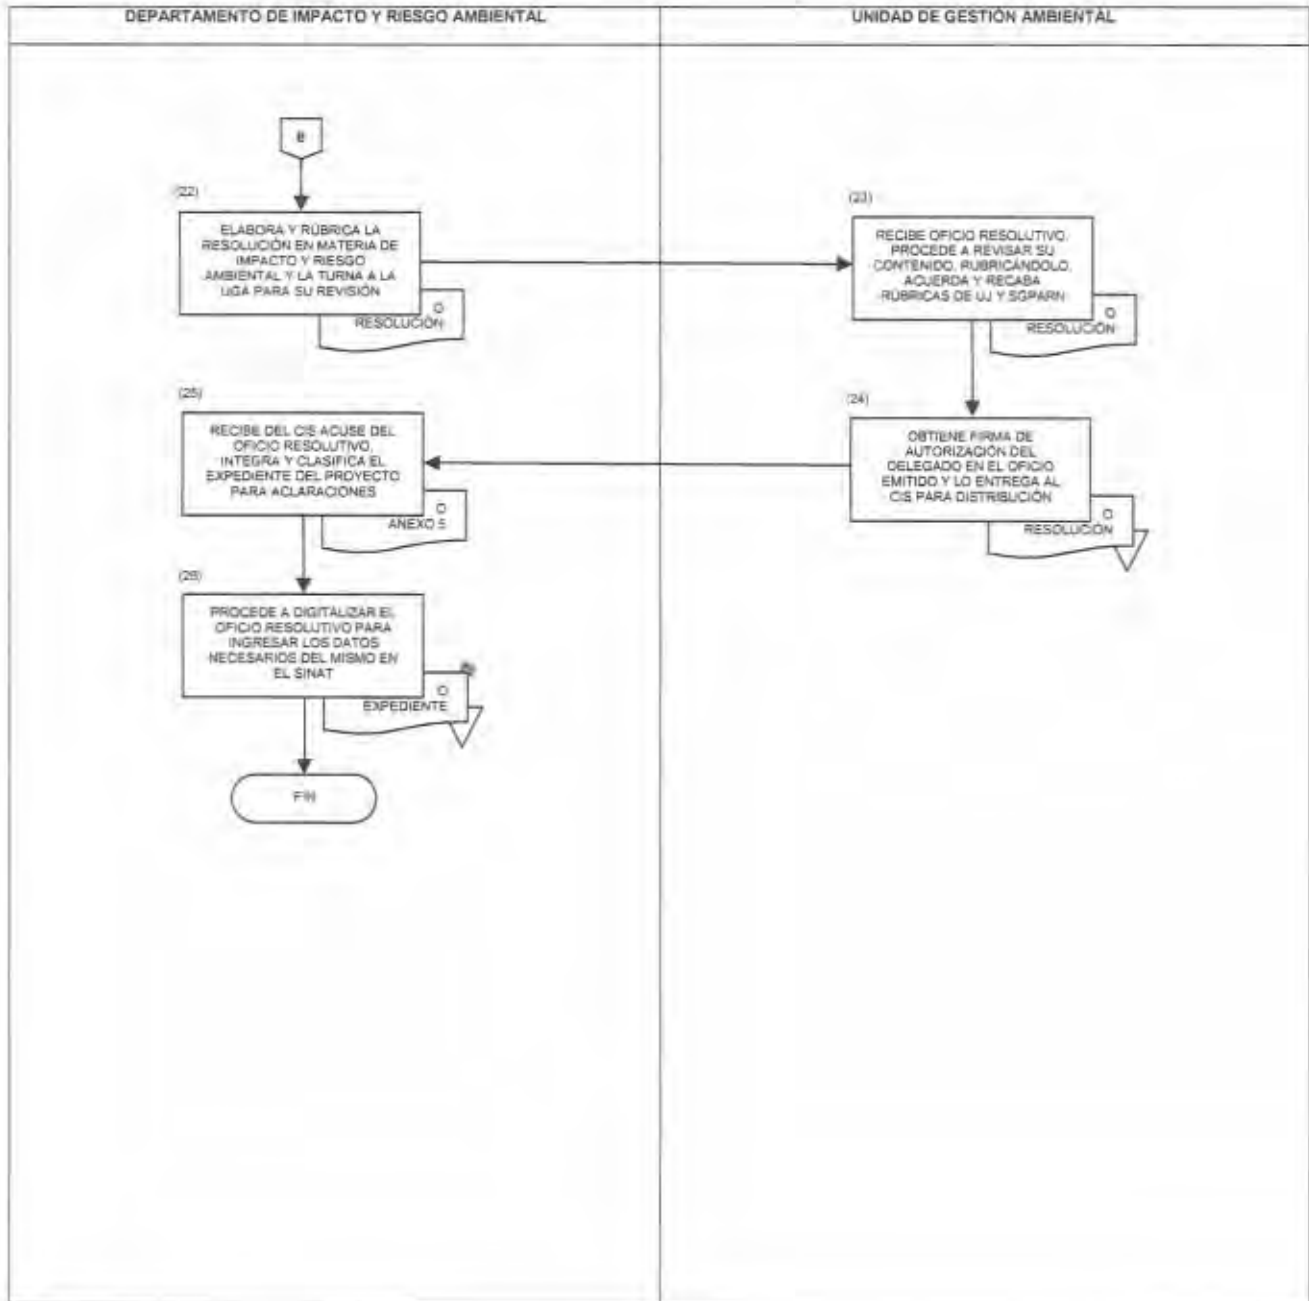 DEPARTAMENTO DE IMPACTO Y RIESGO AMBIENTAL
UNIDAD DE GESTIÓN AMBIENTAL
(22)
ELABORA Y RÚBRICA LA
RESOLUCIÓN EN MATERIA DE
IMPACTO Y RIESGO
AMBIENTAL Y LA TURNA A LA
UGA PARA SU REVISIÓN
O
RESOLUCIÓN
(23)
RECIBE OFICIO RESOLUTIVO,
PROCEDE A REVISAR SU
CONTENIDO, RUBRICÁNDOLO,
ACUERDA Y RECABA
RÚBRICAS DE UJ Y SGPARN
O
RESOLUCIÓN
(24)
OBTIENE FIRMA DE
AUTORIZACIÓN DEL
DELEGADO EN EL OFICIO
EMITIDO Y LO ENTREGA AL
CIS PARA DISTRIBUCIÓN
O
RESOLUCIÓN
(25)
RECIBE DEL CIS ACUSE DEL
OFICIO RESOLUTIVO,
INTEGRA Y CLASIFICA EL
EXPEDIENTE DEL PROYECTO
PARA ACLARACIONES
O
ANEXO 5
(26)
PROCEDE A DIGITALIZAR EL
OFICIO RESOLUTIVO PARA
INGRESAR LOS DATOS
NECESARIOS DEL MISMO EN
EL SINAT
O
EXPEDIENTE
FIN